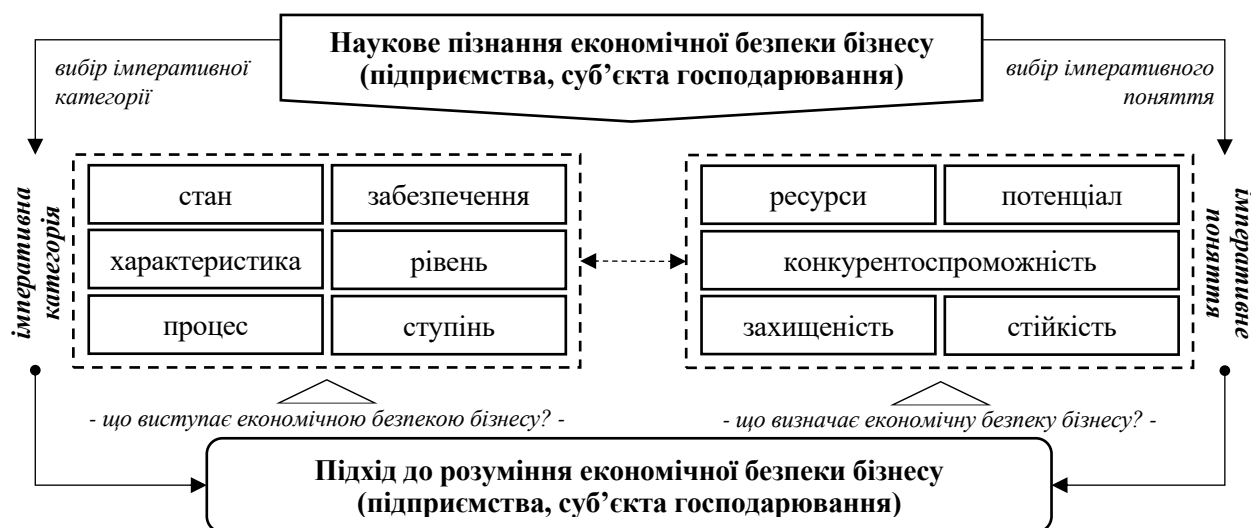 Наукове пізнання економічної безпеки бізнесу
(підприємства, суб’єкта господарювання)
вибір імперативної
категорії
вибір імперативного
поняття
імперативна
категорія
стан
забезпечення
характеристика
рівень
процес
ступінь
ресурси
потенціал
конкурентоспроможність
захищеність
стійкість
імперативне
поняття
- що виступає економічною безпекою бізнесу? -
- що визначає економічну безпеку бізнесу? -
Підхід до розуміння економічної безпеки бізнесу
(підприємства, суб’єкта господарювання)